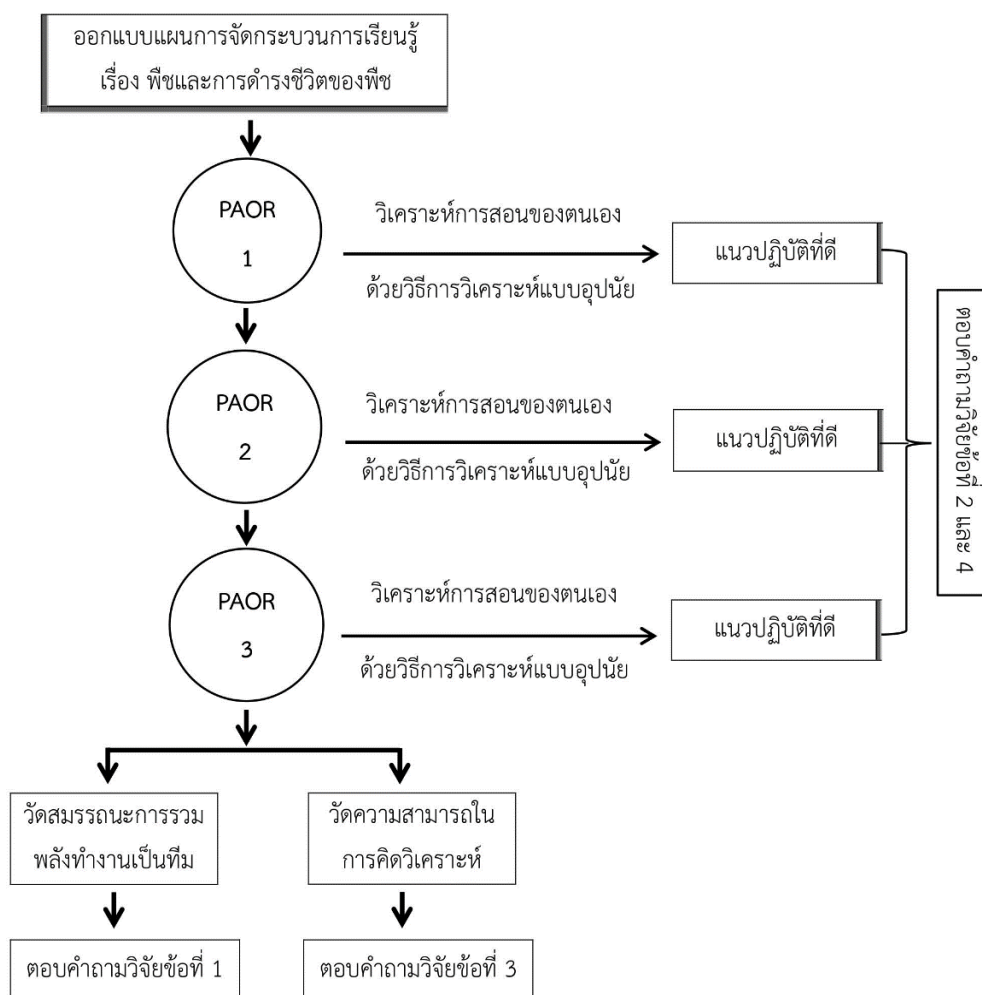 ออกแบบแผนการจัดกระบวนการเรียนรู้
เรื่อง พืชและการดำรงชีวิตของพืช
PAOR
1
วิเคราะห์การสอนของตนเอง
ด้วยวิธีการวิเคราะห์แบบอุปนัย
แนวปฏิบัติที่ดี
PAOR
2
วิเคราะห์การสอนของตนเอง
ด้วยวิธีการวิเคราะห์แบบอุปนัย
แนวปฏิบัติที่ดี
PAOR
3
วิเคราะห์การสอนของตนเอง
ด้วยวิธีการวิเคราะห์แบบอุปนัย
แนวปฏิบัติที่ดี
ตอบคำถามวิจัยข้อที่ 2 และ 4
วัดสมรรถนะการรวม
พลังทำงานเป็นทีม
วัดความสามารถใน
การคิดวิเคราะห์
ตอบคำถามวิจัยข้อที่ 1
ตอบคำถามวิจัยข้อที่ 3